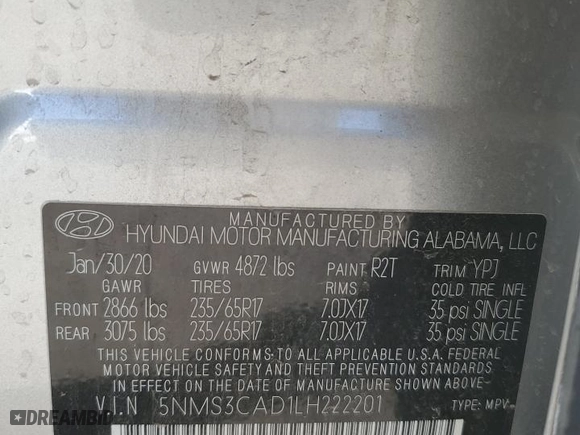 MANUFACTURED BY
HYUNDAI MOTOR MANUFACTURING ALABAMA, LLC
Jan/30/20 GVWR 4872 lbs PAINT R2T TRIM YPJ
GAWR TIRES RIMS COLD TIRE INFL
FRONT 2866 lbs 235/65R17 7.0JX17 35 psi SINGLE
REAR 3075 lbs 235/65R17 7.0JX17 35 psi SINGLE
THIS VEHICLE CONFORMS TO ALL APPLICABLE U.S.A. FEDERAL
MOTOR VEHICLE SAFETY AND THEFT PREVENTION STANDARDS
IN EFFECT ON THE DATE OF MANUFACTURE SHOWN ABOVE.
V I N 5NMS3CAD1LH222201 TYPE: MPV
DREAMBID